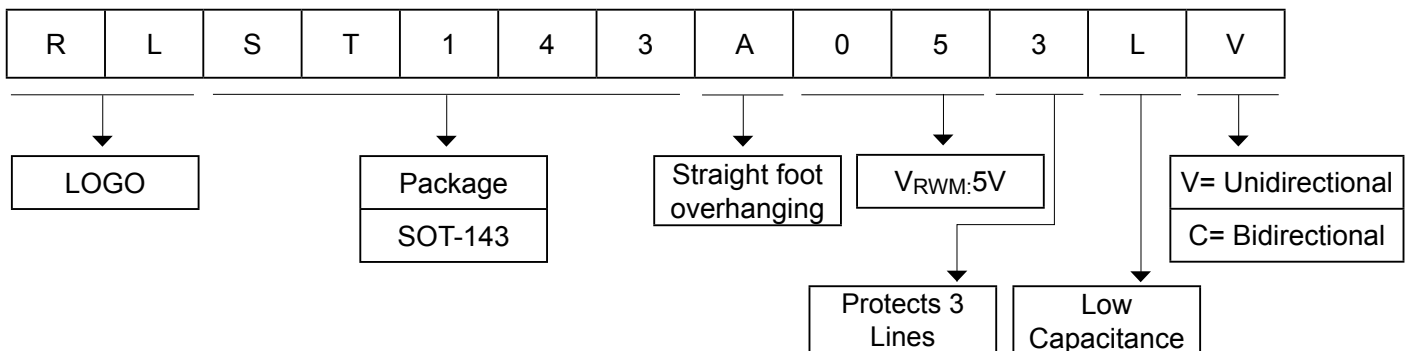 R L S T 1 4 3 A 0 5 3 L V
LOGO
Package
SOT-143
Straight foot
overhanging
VRWM:5V
V= Unidirectional
C= Bidirectional
Protects 3
Lines
Low
Capacitance